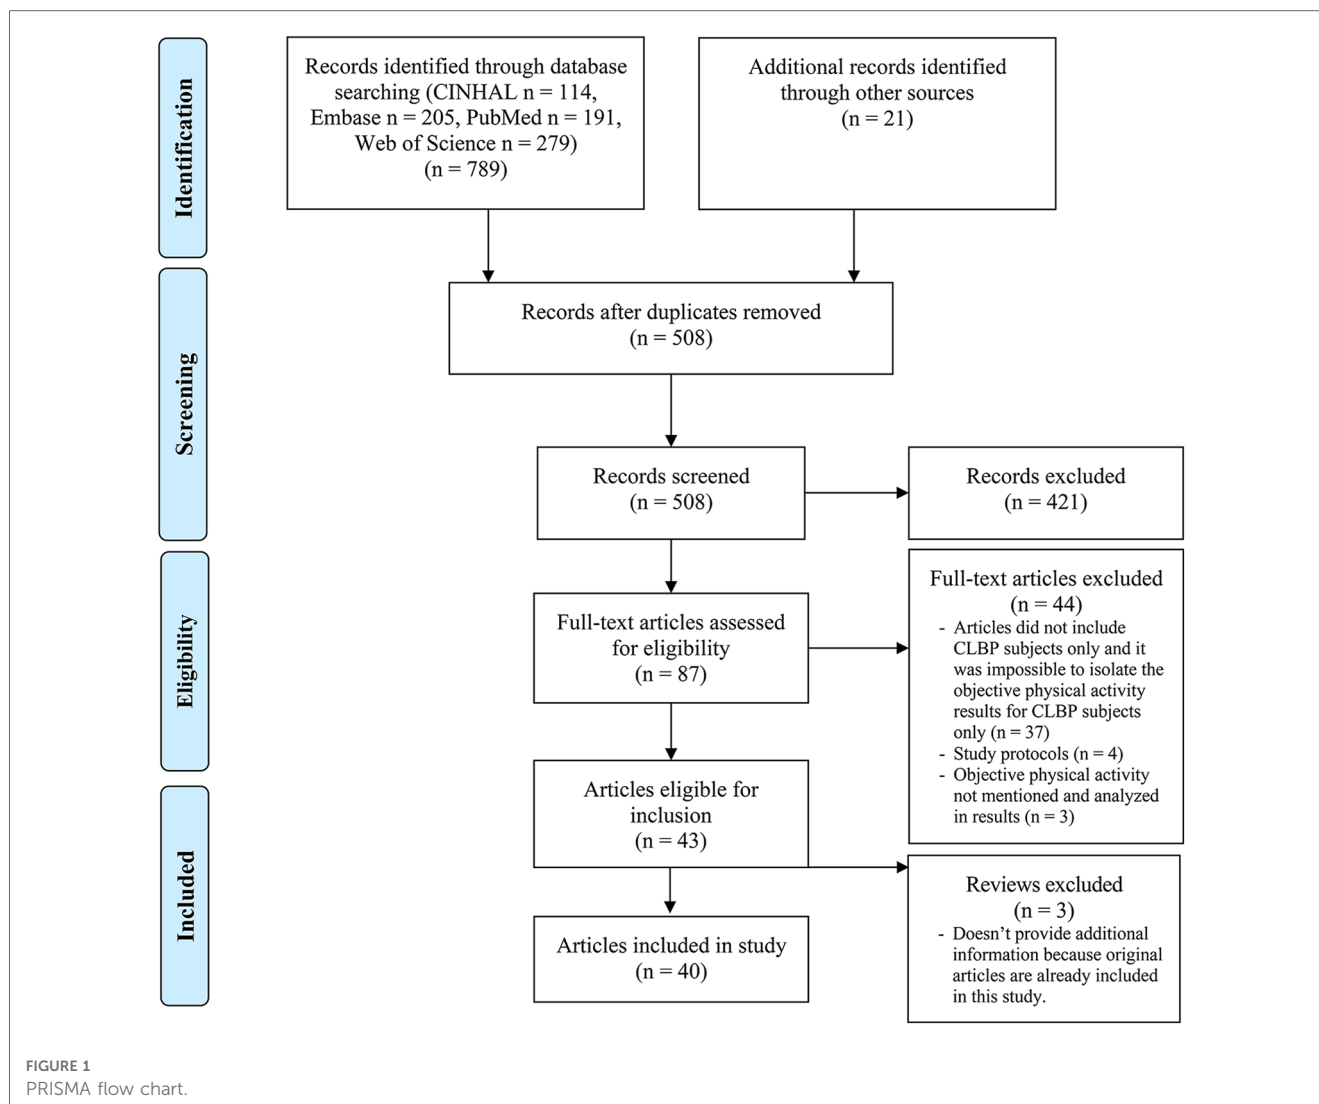 Identification
Records identified through database
searching (CINHAL n = 114,
Embase n = 205, PubMed n = 191,
Web of Science n = 279)
(n = 789)
Additional records identified
through other sources
(n = 21)
Screening
Records after duplicates removed
(n = 508)
Records screened
(n = 508)
Records excluded
(n = 421)
Eligibility
Full-text articles assessed
for eligibility
(n = 87)
Full-text articles excluded
(n = 44)
- Articles did not include
CLBP subjects only and it
was impossible to isolate the
objective physical activity
results for CLBP subjects
only (n = 37)
- Study protocols (n = 4)
- Objective physical activity
not mentioned and analyzed
in results (n = 3)
Articles eligible for
inclusion
(n = 43)
Included
Reviews excluded
(n = 3)
- Doesn’t provide additional
information because original
articles are already included
in this study.
Articles included in study
(n = 40)
FIGURE 1
PRISMA flow chart.